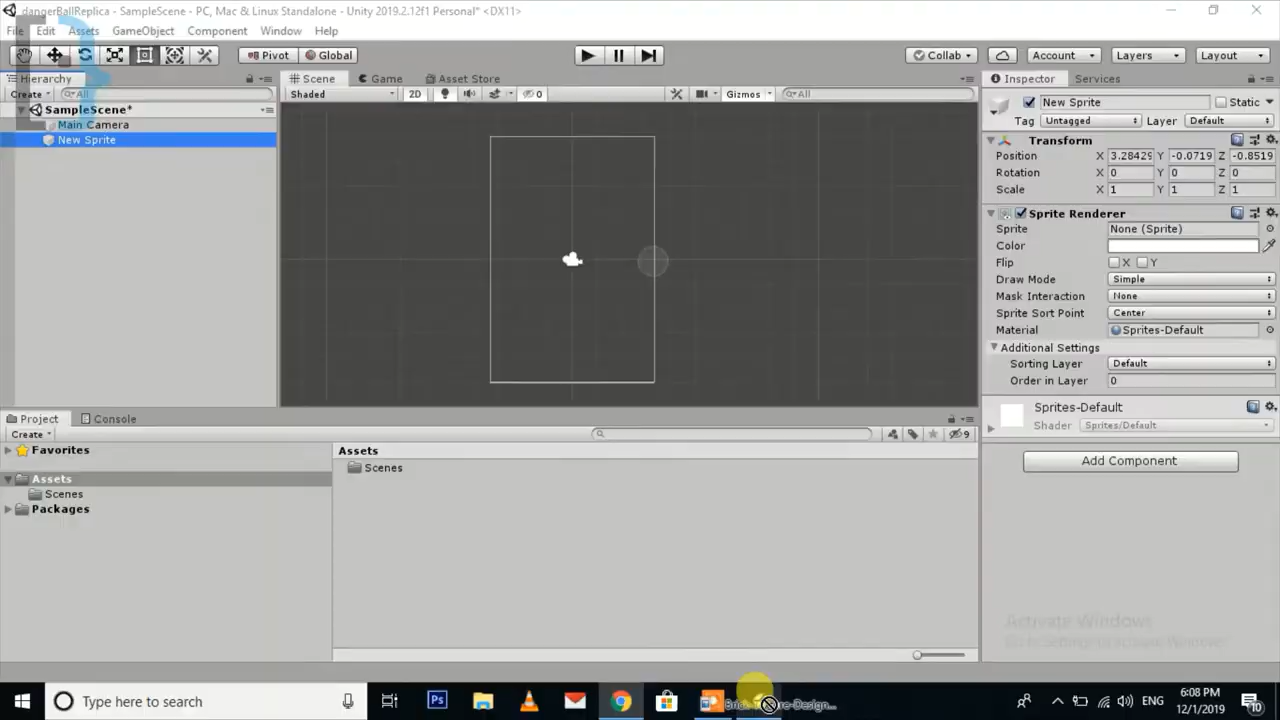 dangerBallReplica - SampleScene - PC, Mac & Linux Standalone - Unity 2019.2.12f1 Personal* <DX11>
File Edit Assets GameObject Component Window Help
Pivot Global Collab Account Layers Layout
Hierarchy Scene Game Asset Store Inspector Services
Create All Shaded 2D 0 Gizmos All New Sprite Static
SampleScene* Tag Untagged Layer Default
Main Camera
New Sprite Transform
Position X 3.28429 Y -0.0719 Z -0.8519
Rotation X 0 Y 0 Z 0
Scale X 1 Y 1 Z 1
Sprite Renderer
Sprite None (Sprite)
Color
Flip X Y
Draw Mode Simple
Mask Interaction None
Sprite Sort Point Center
Material Sprites-Default
Additional Settings
Sorting Layer Default
Order in Layer 0
Sprites-Default
Shader Sprites/Default
Add Component
Project Console
Create 9
Favorites Assets
Assets Scenes
Scenes
Packages
Activate Windows
Go to Settings to activate Windows.
Type here to search Ps ENG 6:08 PM
12/1/2019 10